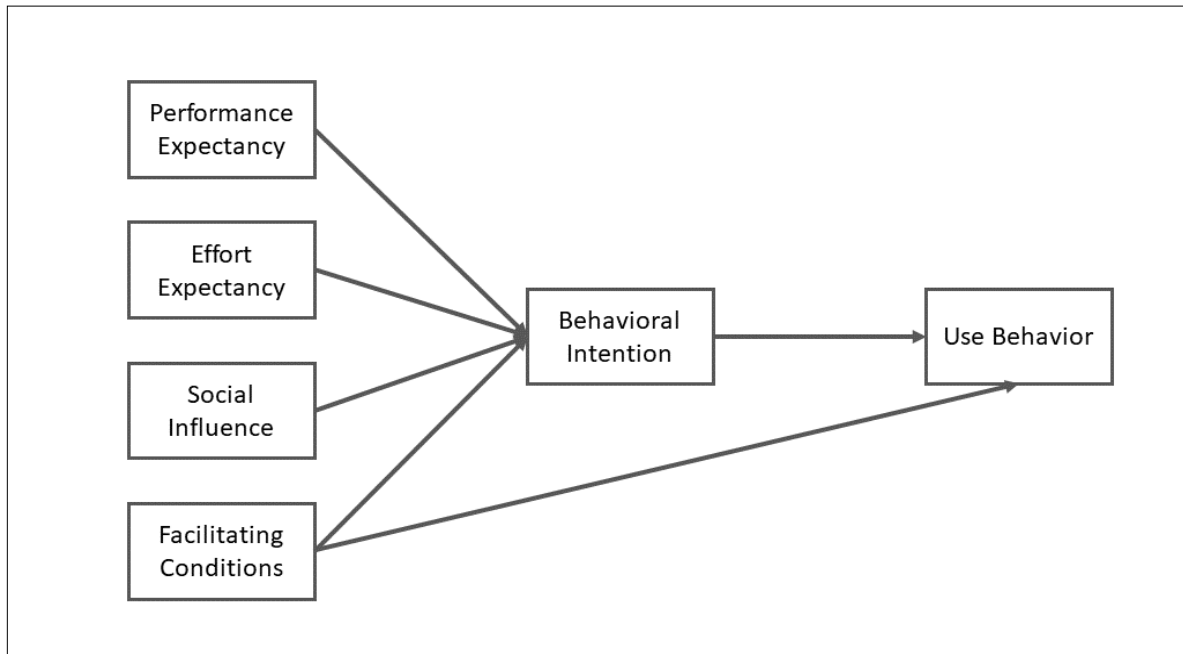 Performance
Expectancy
Effort
Expectancy
Social
Influence
Facilitating
Conditions
Behavioral
Intention
Use Behavior